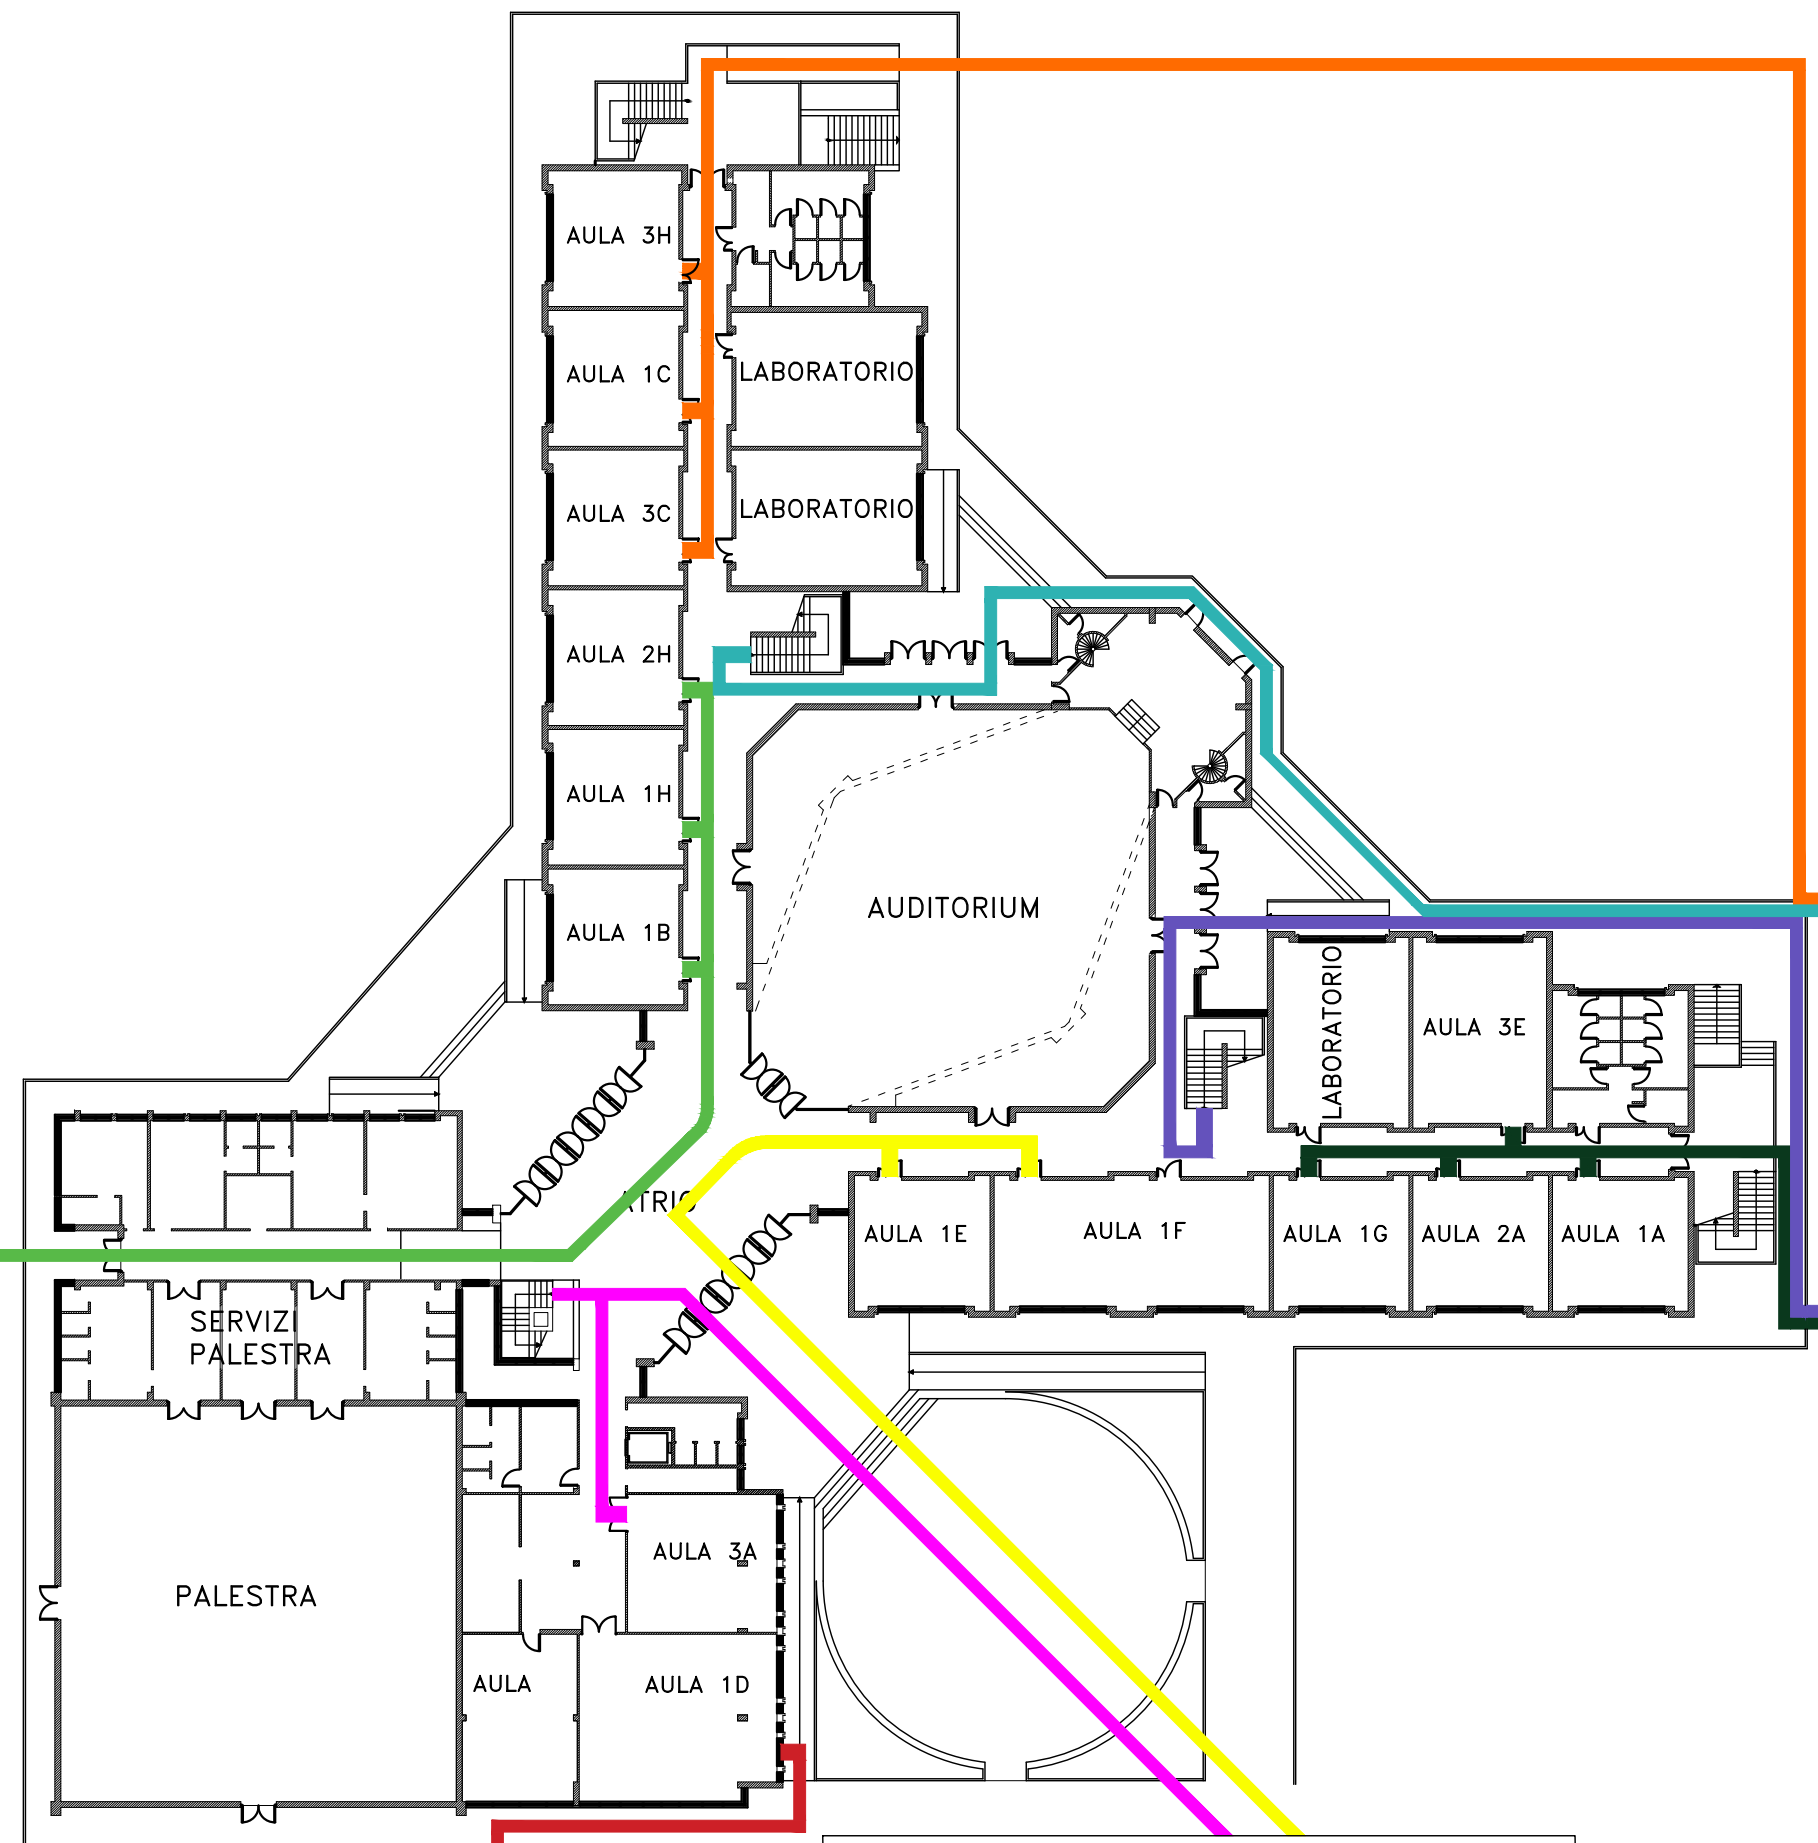 AULA 3H
AULA 1C
LABORATORIO
AULA 3C
LABORATORIO
AULA 2H
AULA 1H
AULA 1B
AUDITORIUM
LABORATORIO
AULA 3E
ATRIO
AULA 1E
AULA 1F
AULA 1G
AULA 2A
AULA 1A
SERVIZI
PALESTRA
PALESTRA
AULA 3A
AULA
AULA 1D